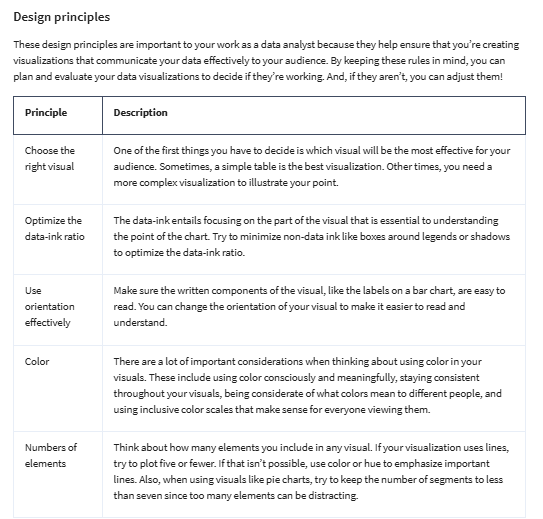 Design principles
These design principles are important to your work as a data analyst because they help ensure that you're creating
visualizations that communicate your data effectively to your audience. By keeping these rules in mind, you can
plan and evaluate your data visualizations to decide if they're working. And, if they aren't, you can adjust them!
Principle
Description
Choose the
right visual
One of the first things you have to decide is which visual will be the most effective for your
audience. Sometimes, a simple table is the best visualization. Other times, you need a
more complex visualization to illustrate your point.
Optimize the
data-ink ratio
The data-ink entails focusing on the part of the visual that is essential to understanding
the point of the chart. Try to minimize non-data ink like boxes around legends or shadows
to optimize the data-ink ratio.
Use
orientation
effectively
Make sure the written components of the visual, like the labels on a bar chart, are easy to
read. You can change the orientation of your visual to make it easier to read and
understand.
Color
There are a lot of important considerations when thinking about using color in your
visuals. These include using color consciously and meaningfully, staying consistent
throughout your visuals, being considerate of what colors mean to different people, and
using inclusive color scales that make sense for everyone viewing them.
Numbers of
elements
Think about how many elements you include in any visual. If your visualization uses lines,
try to plot five or fewer. If that isn't possible, use color or hue to emphasize important
lines. Also, when using visuals like pie charts, try to keep the number of segments to less
than seven since too many elements can be distracting.